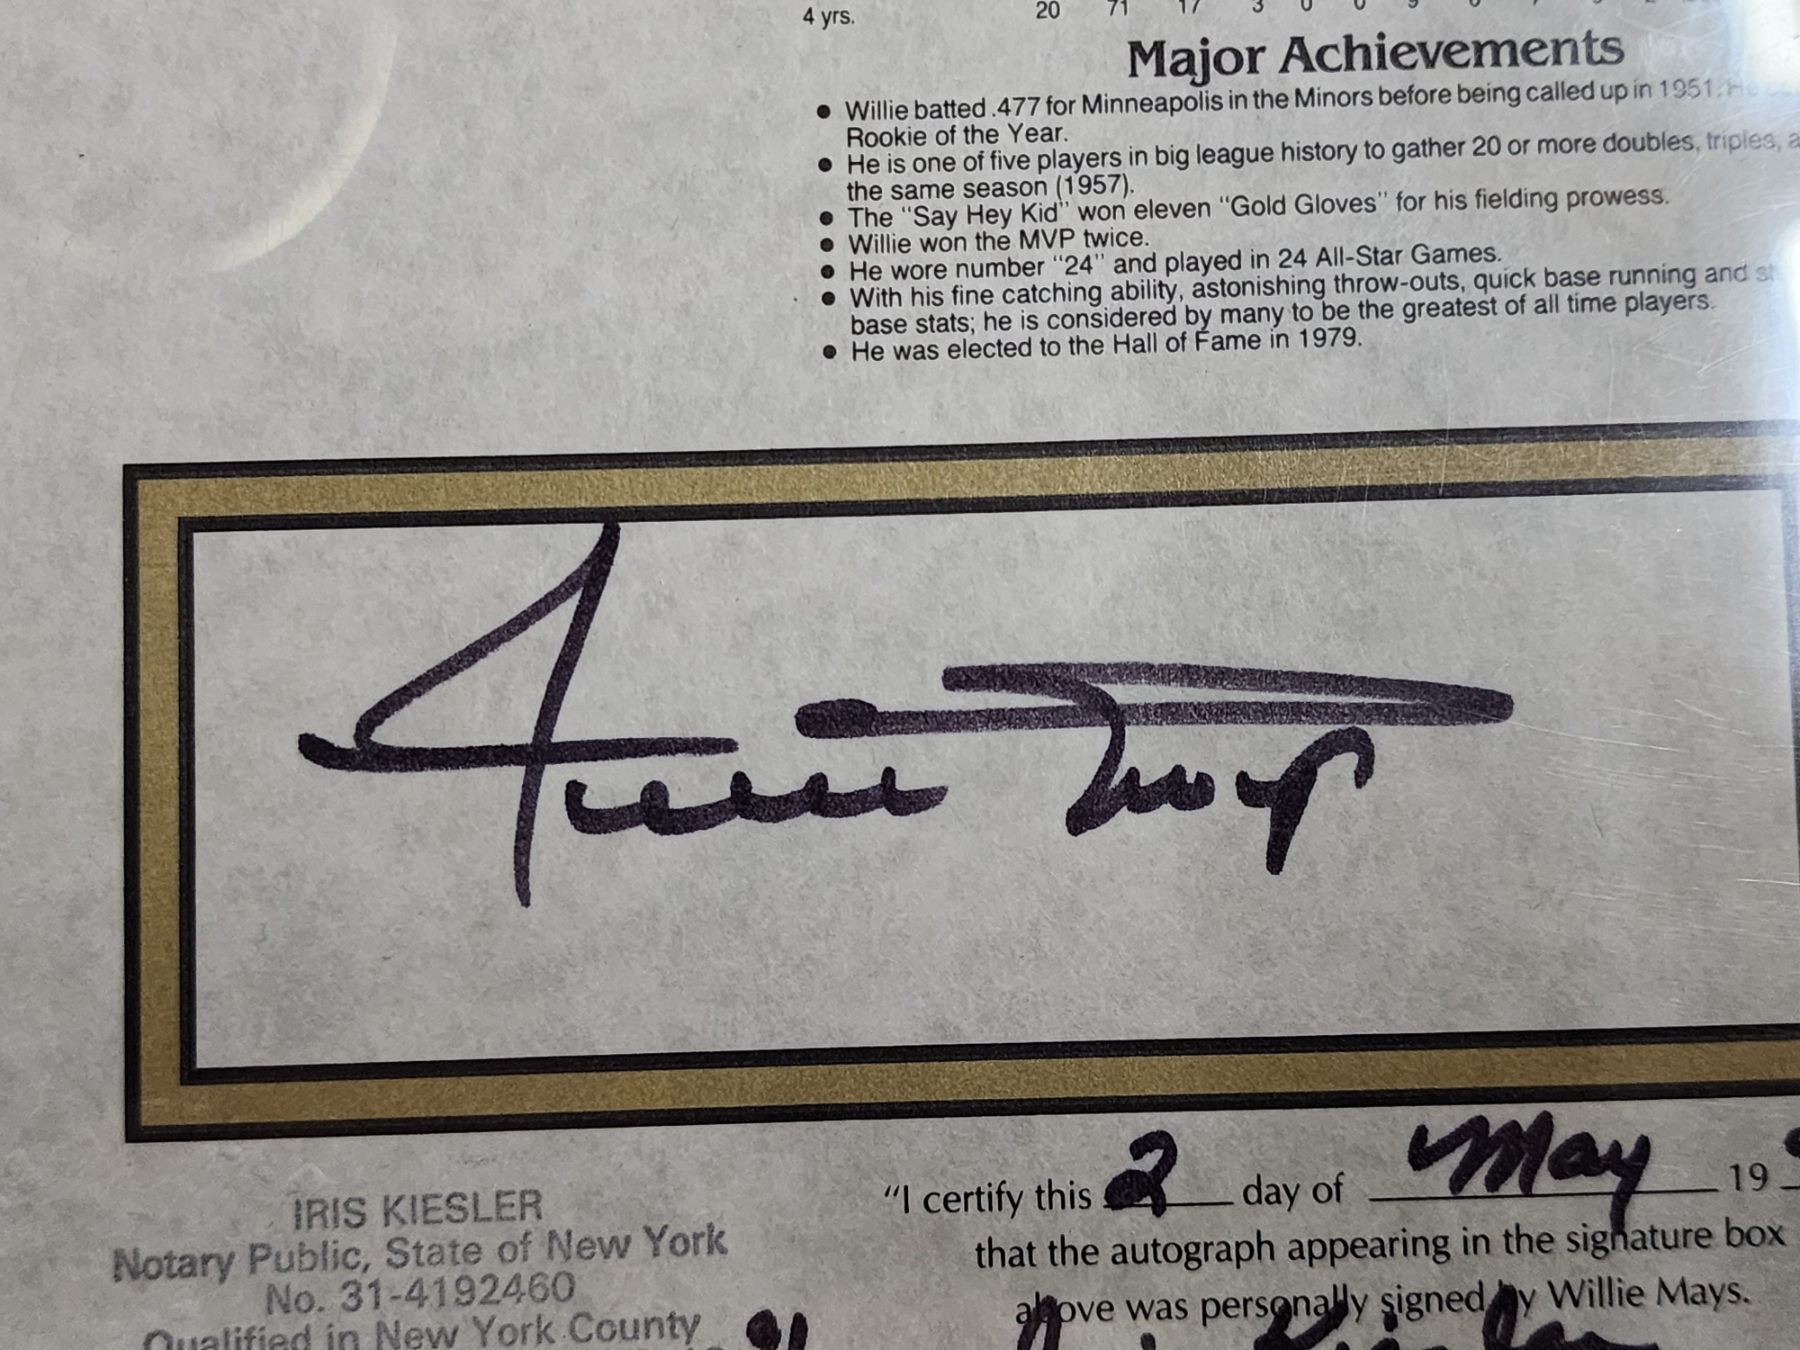 4 yrs. 20 71 17 3 0 0 9
Major Achievements
● Willie batted .477 for Minneapolis in the Minors before being called up in 1951. He
Rookie of the Year.
● He is one of five players in big league history to gather 20 or more doubles, triples, a
the same season (1957).
● The "Say Hey Kid" won eleven "Gold Gloves" for his fielding prowess.
● Willie won the MVP twice.
● He wore number "24" and played in 24 All-Star Games.
● With his fine catching ability, astonishing throw-outs, quick base running and st
base stats; he is considered by many to be the greatest of all time players.
● He was elected to the Hall of Fame in 1979.
Willie Mays
"I certify this 2 day of May 19
that the autograph appearing in the signature box
above was personally signed by Willie Mays.
IRIS KIESLER
Notary Public, State of New York
No. 31-4192460
Qualified in New York County